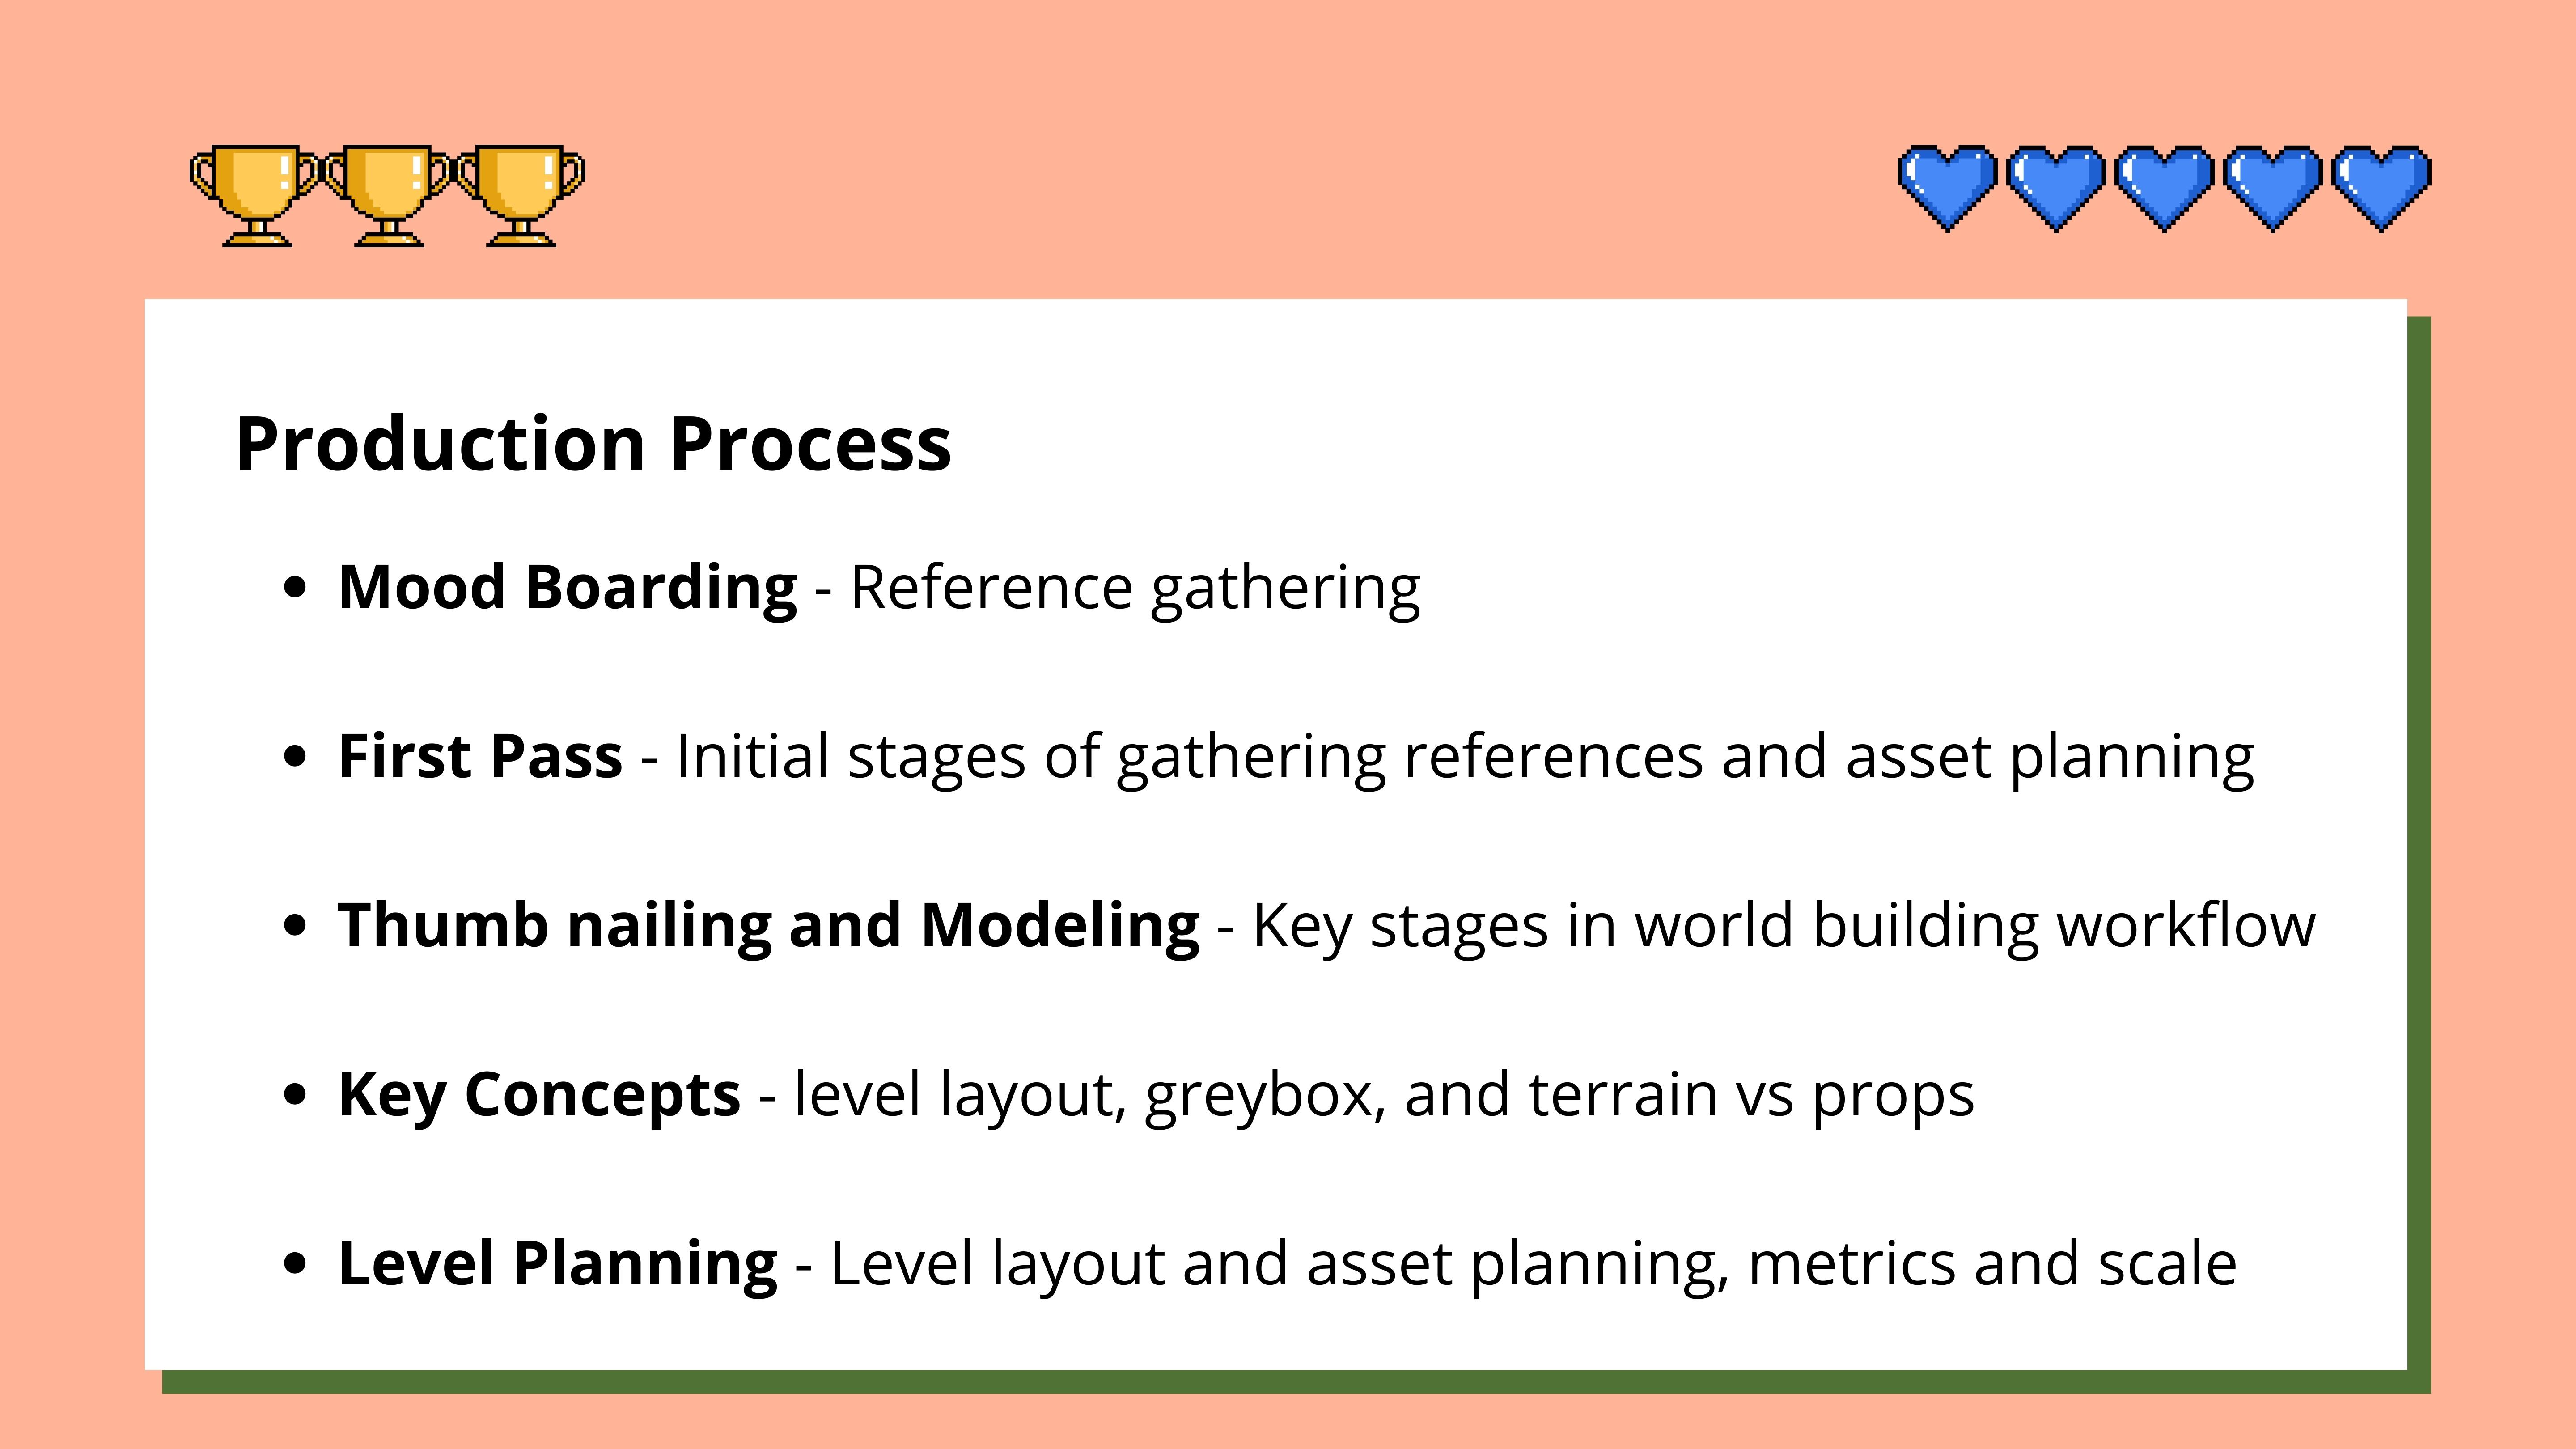 Production Process
• Mood Boarding - Reference gathering
• First Pass - Initial stages of gathering references and asset planning
• Thumb nailing and Modeling - Key stages in world building workflow
• Key Concepts - level layout, greybox, and terrain vs props
• Level Planning - Level layout and asset planning, metrics and scale